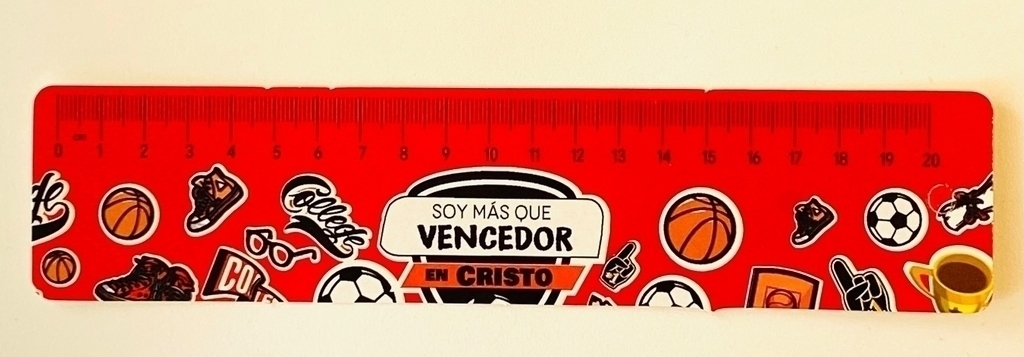 cm
0 1 2 3 4 5 6 7 8 9 10 11 12 13 14 15 16 17 18 19 20
College
SOY MÁS QUE
VENCEDOR
EN CRISTO